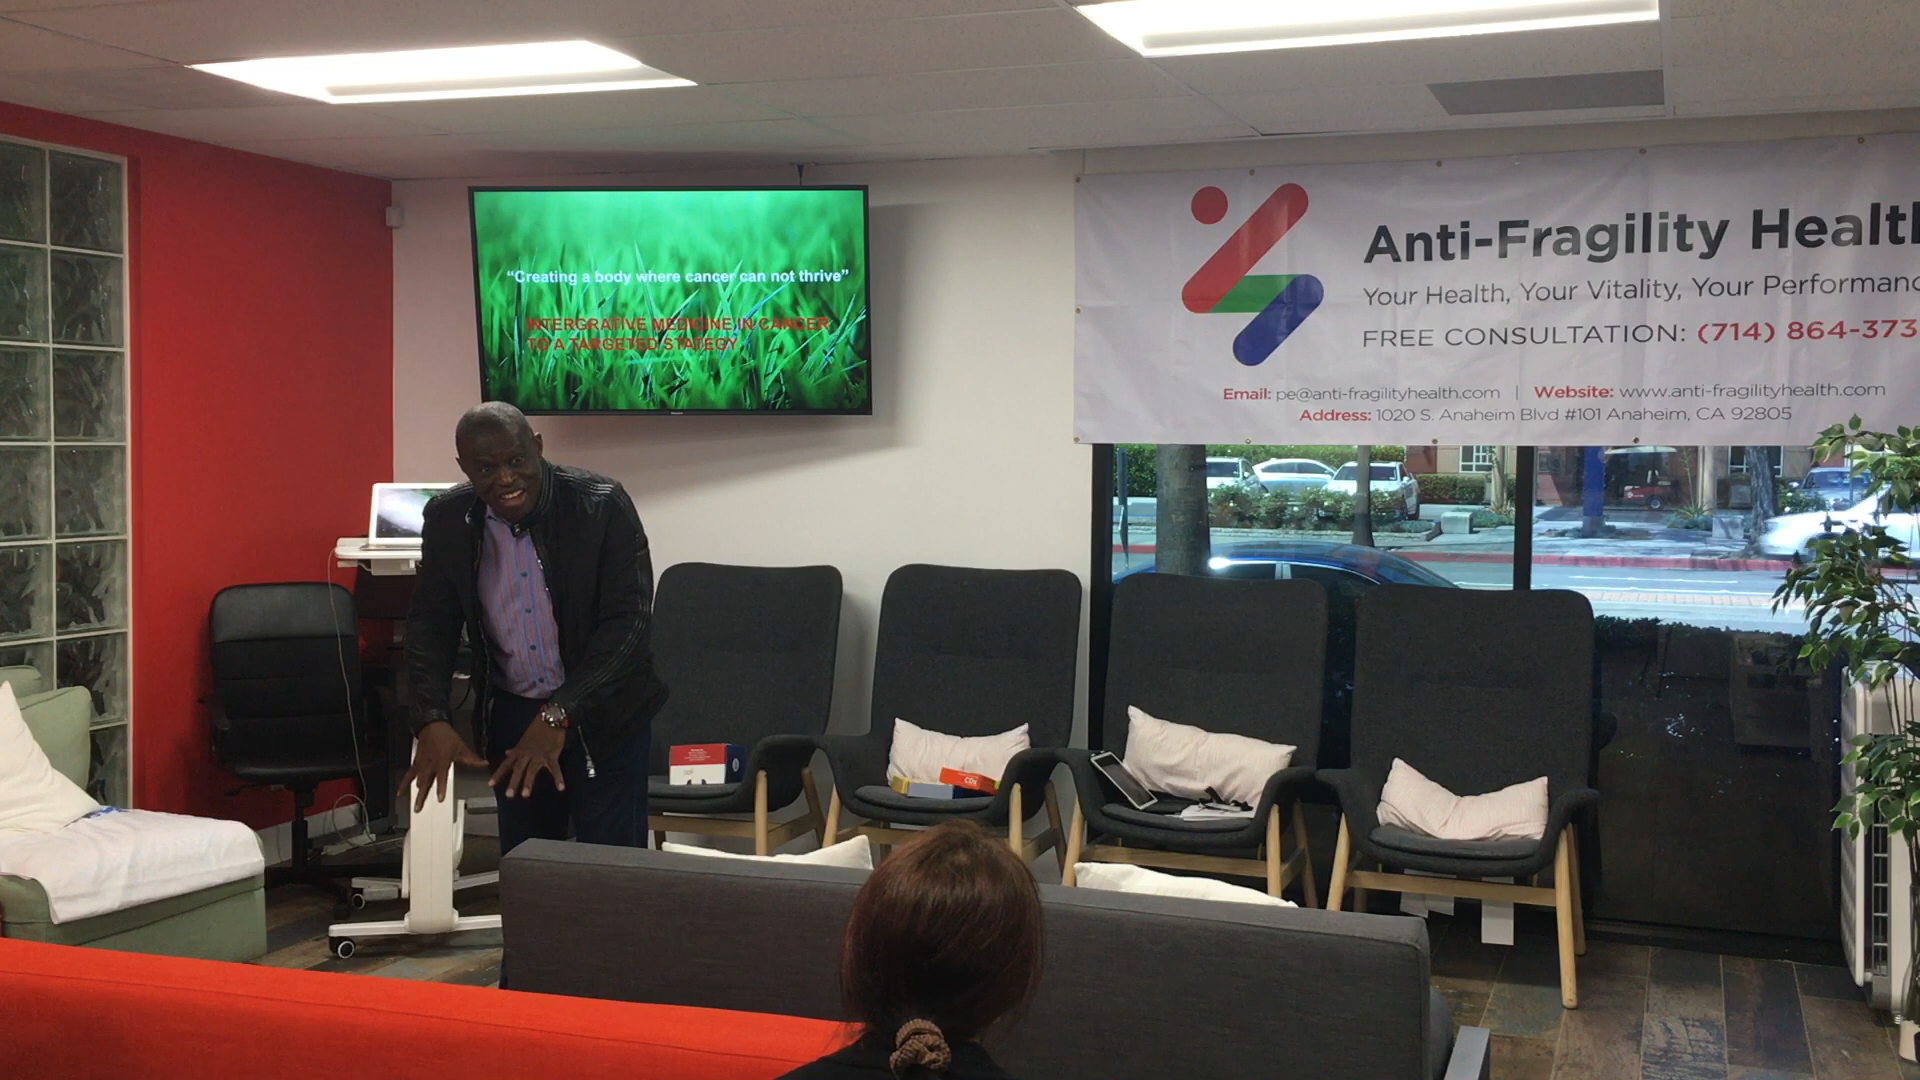 “Creating a body where cancer can not thrive”
INTERGRATIVE MEDICINE IN CANCER
TO A TARGETED STATEGY
Anti-Fragility Healt
Your Health, Your Vitality, Your Performanc
FREE CONSULTATION: (714) 864-373
Email: pe@anti-fragilityhealth.com | Website: www.anti-fragilityhealth.com
Address: 1020 S. Anaheim Blvd #101 Anaheim, CA 92805